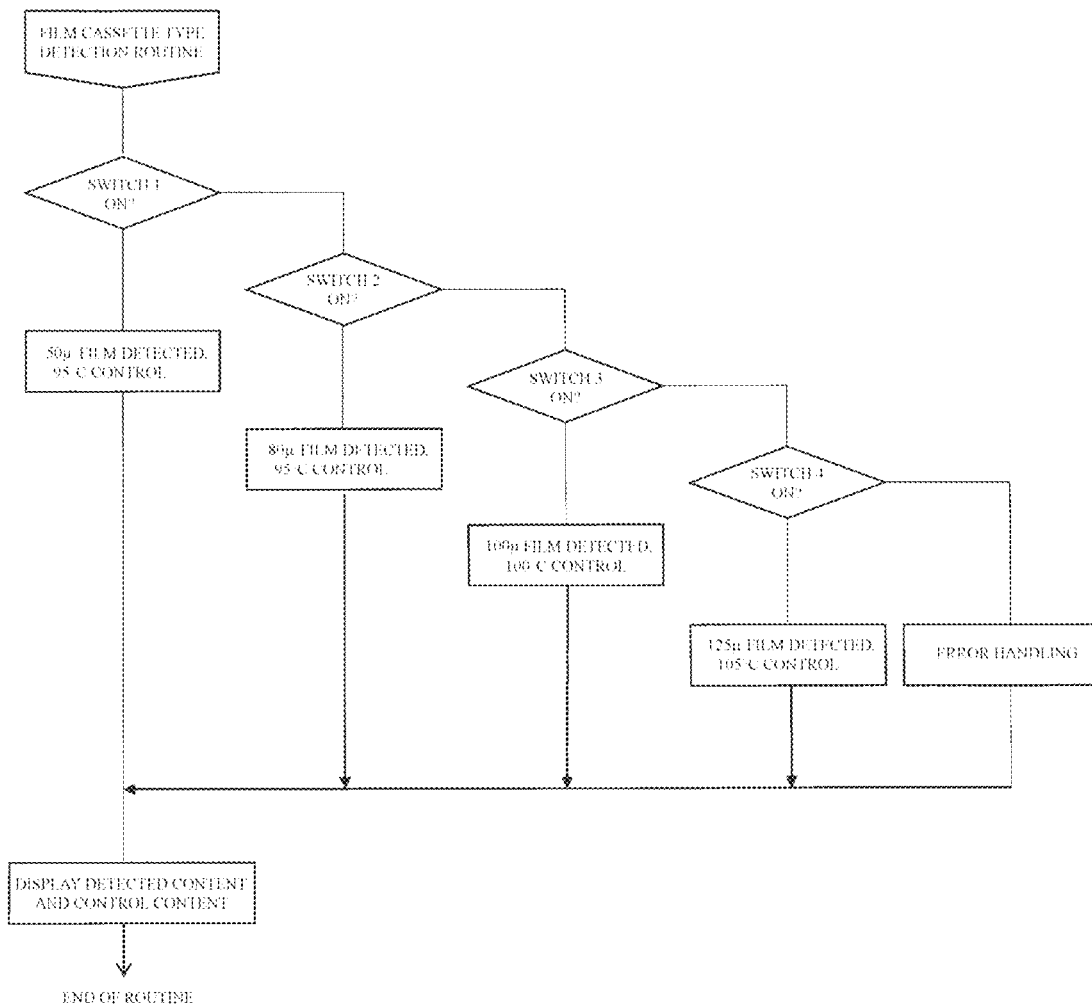 FILM CASSETTE TYPE
DETECTION ROUTINE
SWITCH 1
ON?
SWITCH 2
ON?
50μ FILM DETECTED,
95°C CONTROL
SWITCH 3
ON?
80μ FILM DETECTED,
95°C CONTROL
SWITCH 4
ON?
100μ FILM DETECTED,
100°C CONTROL
125μ FILM DETECTED,
105°C CONTROL
ERROR HANDLING
DISPLAY DETECTED CONTENT
AND CONTROL CONTENT
END OF ROUTINE